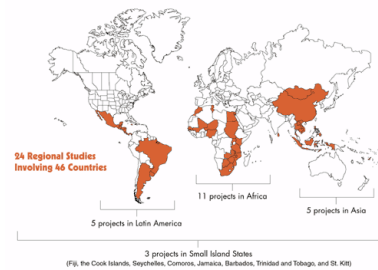 24 Regional Studies
Involving 46 Countries
11 projects in Africa
5 projects in Asia
5 projects in Latin America
3 projects in Small Island States
(Fiji, the Cook Islands, Seychelles, Comoros, Jamaica, Barbados, Trinidad and Tobago, and St. Kitt)